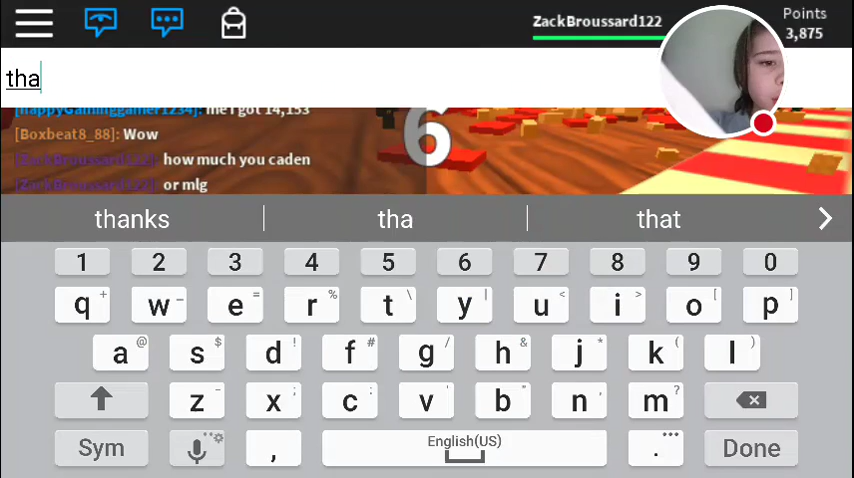 ZackBroussard122
Points
3,875
tha
[happyGaminggamer1234]: me i got 14,153
[Boxbeat8_88]: Wow
[ZackBroussard122]: how much you caden
[ZackBroussard122]: or mlg
6
thanks tha that
1 2 3 4 5 6 7 8 9 0
q + w - e = r % t \ y | u < i > o [ p ]
a @ s $ d ! f # g / h & j * k ( l )
z - x ; c : v ' b " n , m ?
Sym , English(US) . Done